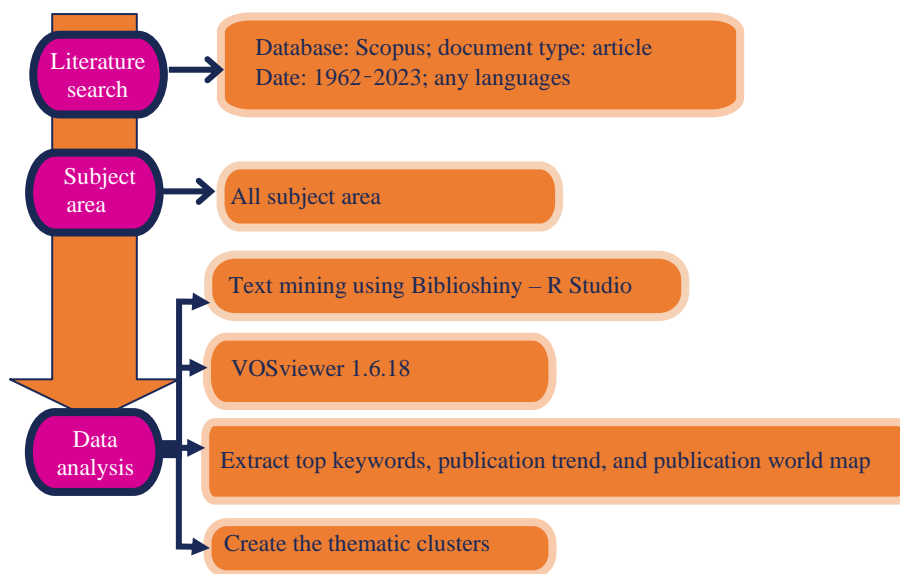 Literature
search
Database: Scopus; document type: article
Date: 1962-2023; any languages
Subject
area
All subject area
Text mining using Biblioshiny – R Studio
VOSviewer 1.6.18
Data
analysis
Extract top keywords, publication trend, and publication world map
Create the thematic clusters